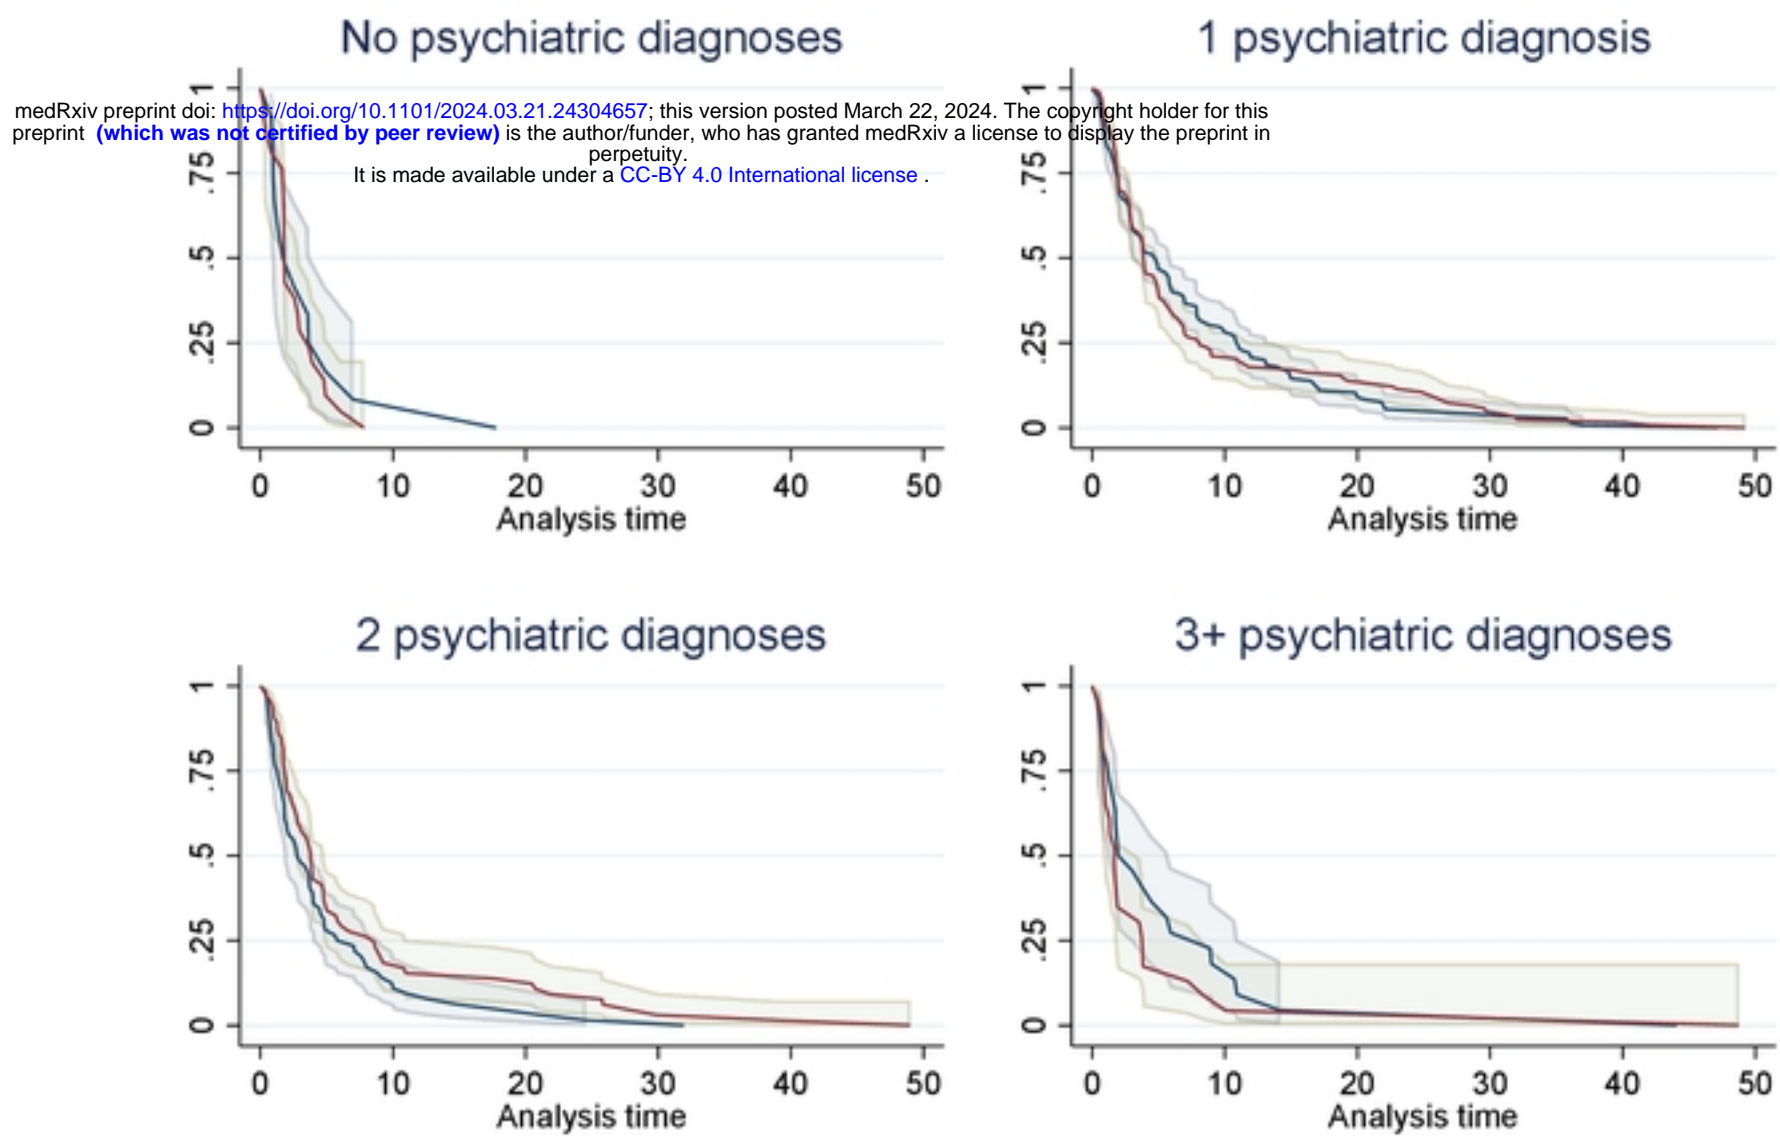 No psychiatric diagnoses
1 psychiatric diagnosis
medRxiv preprint doi: https://doi.org/10.1101/2024.03.21.24304657; this version posted March 22, 2024. The copyright holder for this
preprint (which was not certified by peer review) is the author/funder, who has granted medRxiv a license to display the preprint in
perpetuity.
It is made available under a CC-BY 4.0 International license .
1
.75
.5
.25
0
0 10 20 30 40 50
Analysis time
1
.75
.5
.25
0
0 10 20 30 40 50
Analysis time
2 psychiatric diagnoses
1
.75
.5
.25
0
0 10 20 30 40 50
Analysis time
3+ psychiatric diagnoses
1
.75
.5
.25
0
0 10 20 30 40 50
Analysis time